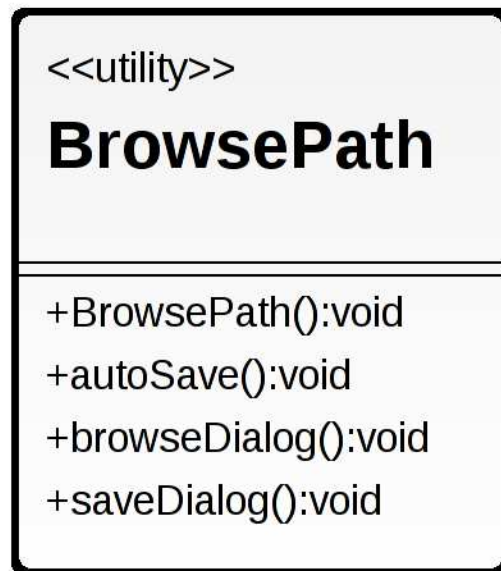 <<utility>>
BrowsePath
+BrowsePath():void
+autoSave():void
+browseDialog():void
+saveDialog():void